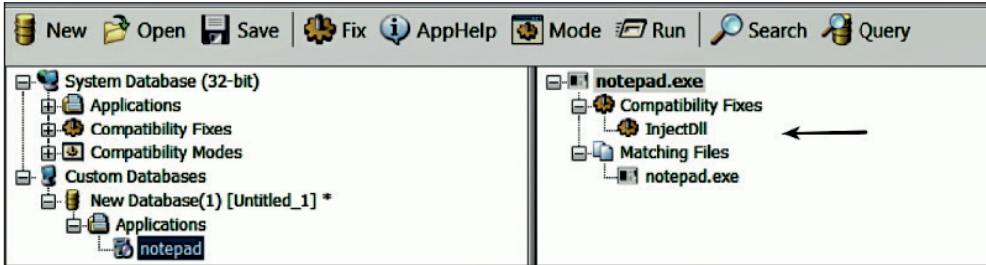 New Open Save Fix AppHelp Mode Run Search Query
System Database (32-bit)
Applications
Compatibility Fixes
Compatibility Modes
Custom Databases
New Database(1) [Untitled_1] *
Applications
notepad
notepad.exe
Compatibility Fixes
InjectDll
Matching Files
notepad.exe